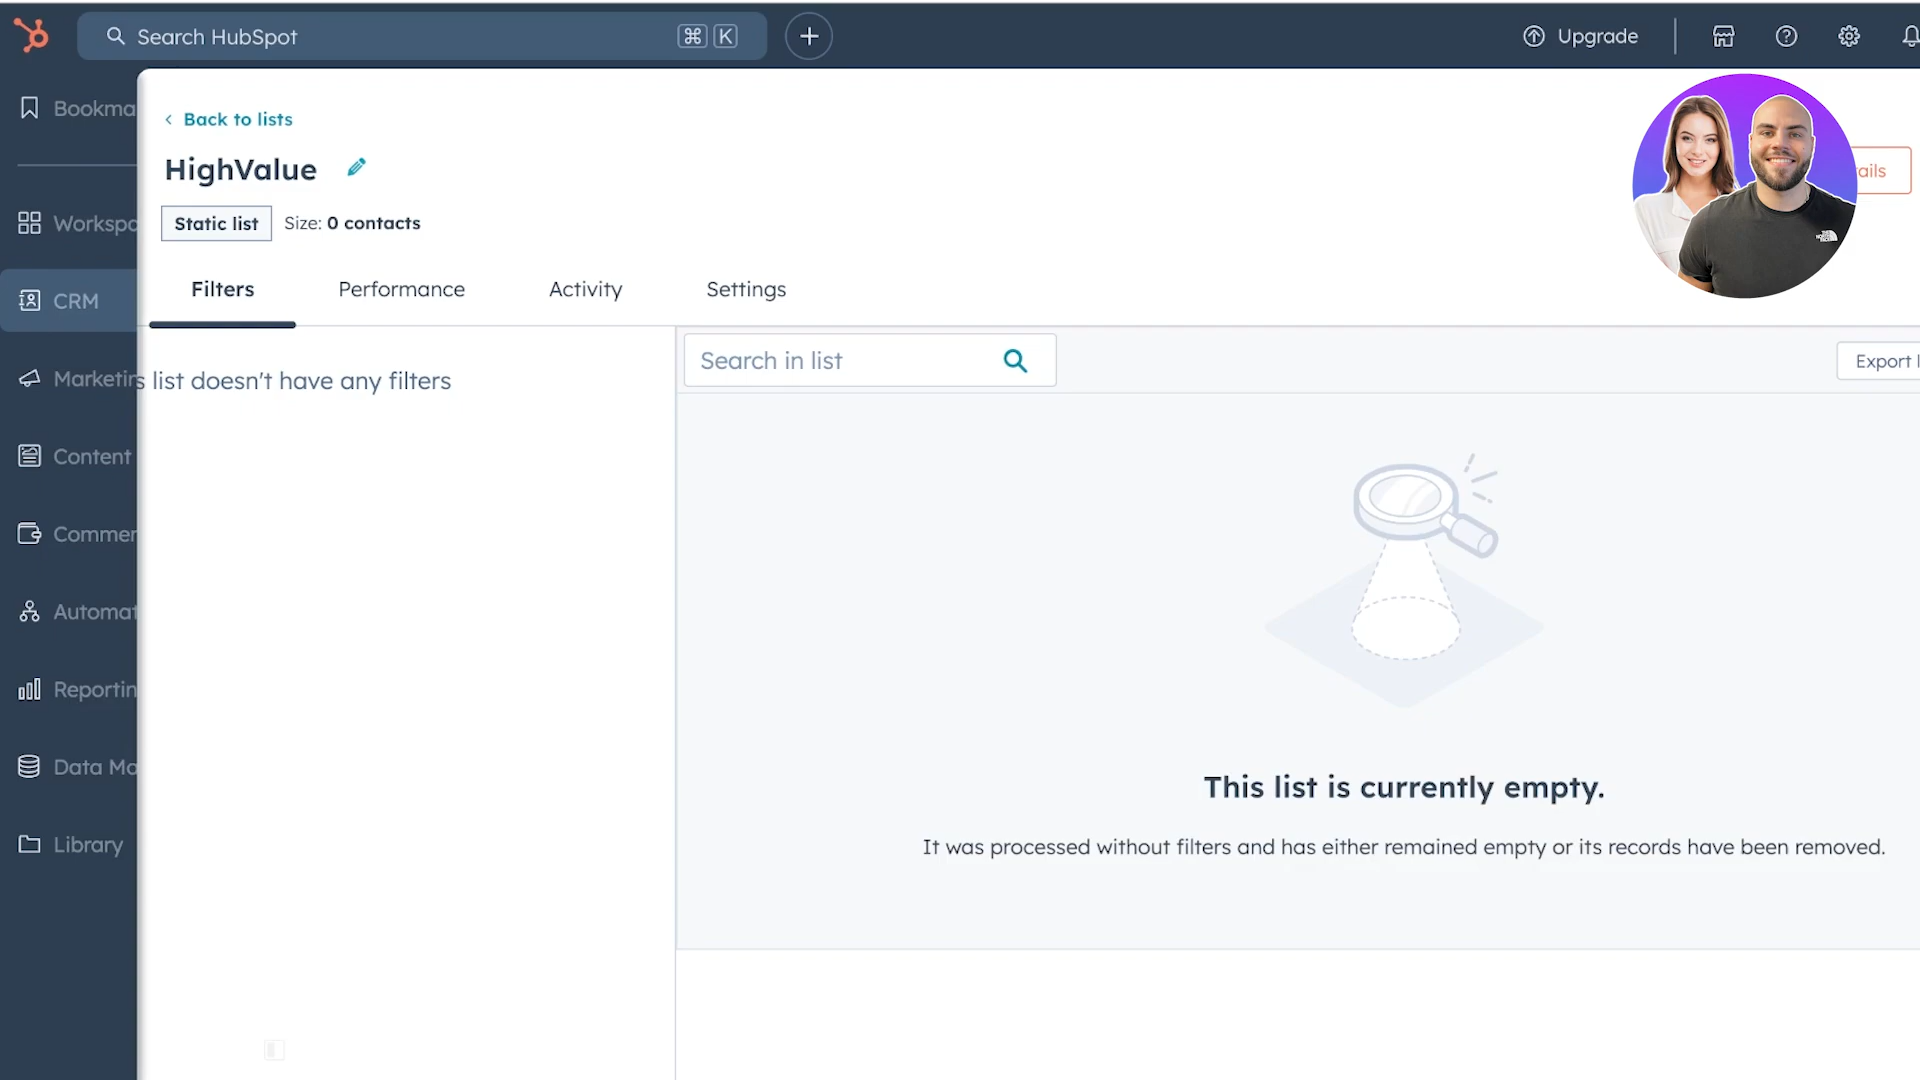 Search HubSpot
⌘ K
Upgrade
Bookma
Workspo
CRM
Marketin
Content
Commer
Automat
Reportin
Data Ma
Library
Back to lists
HighValue
Static list
Size: 0 contacts
ails
Filters
Performance
Activity
Settings
s list doesn't have any filters
Search in list
Export l
This list is currently empty.
It was processed without filters and has either remained empty or its records have been removed.